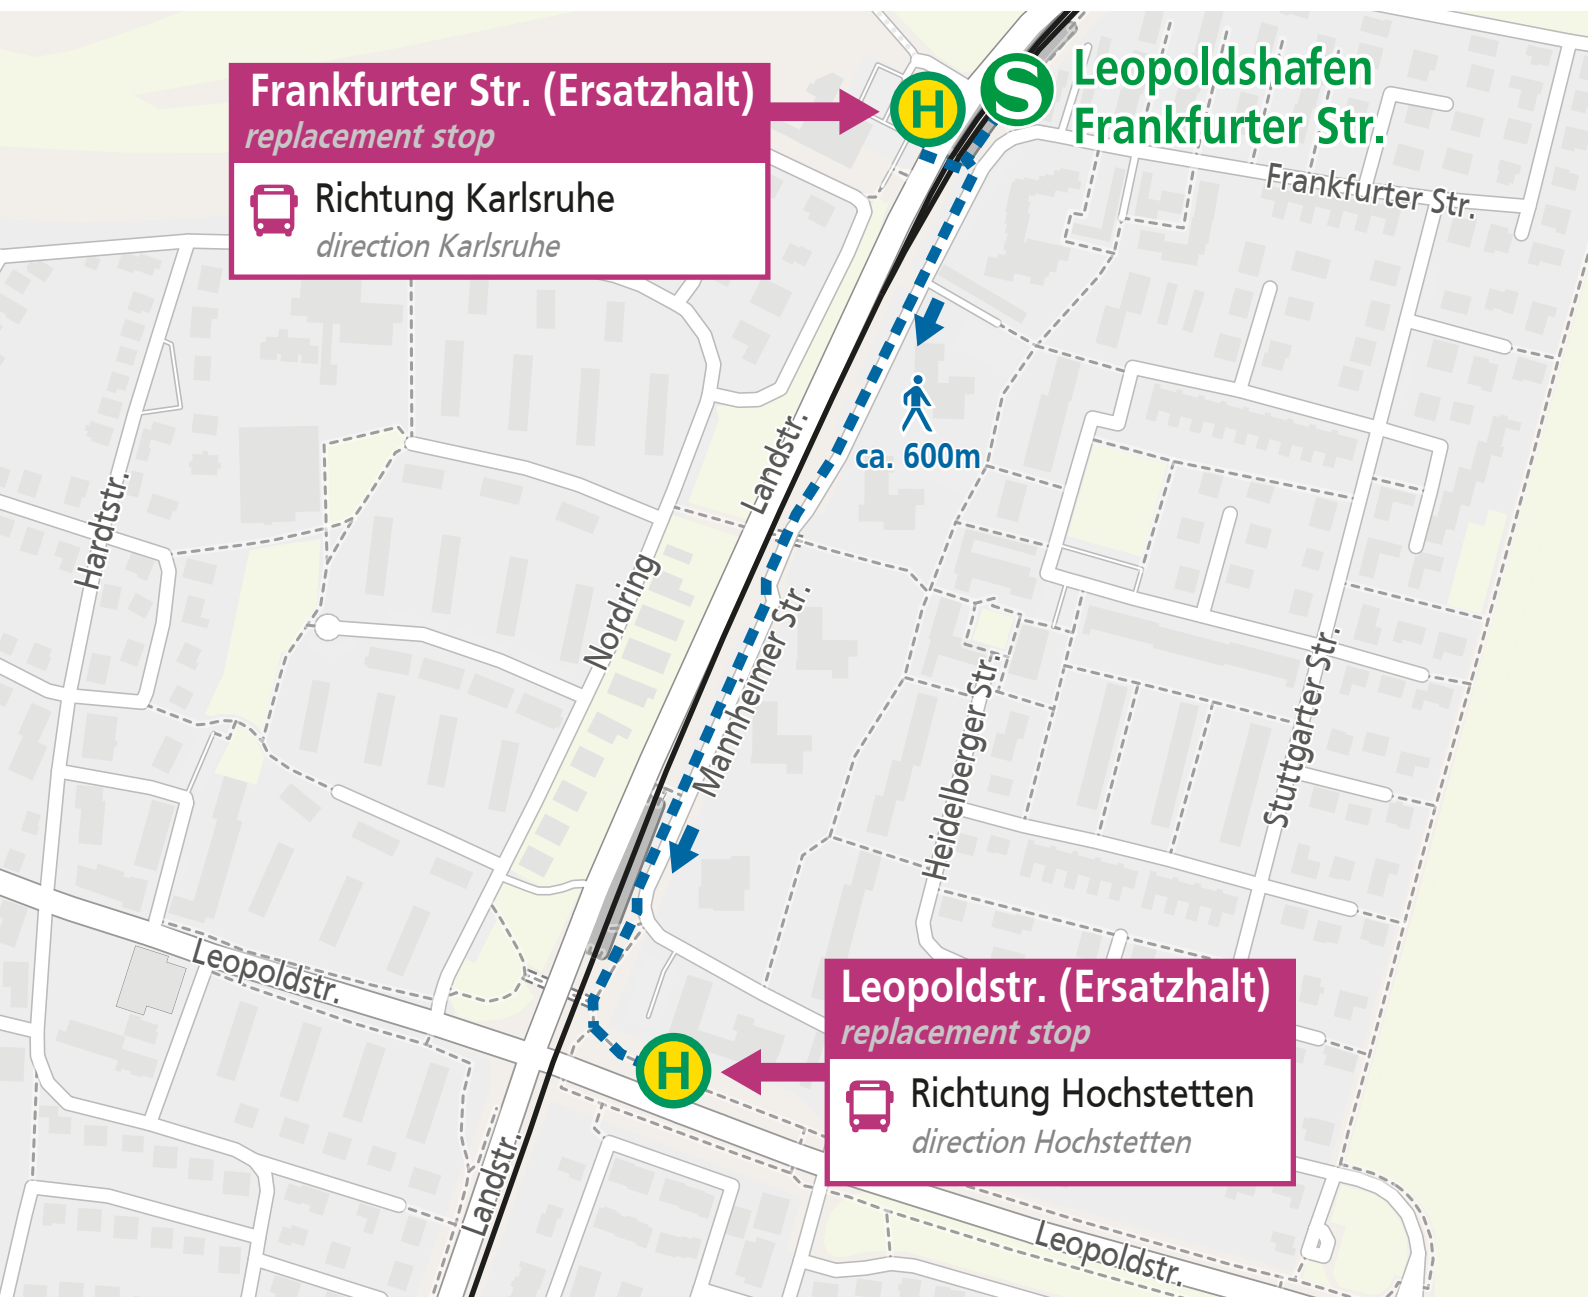 Frankfurter Str. (Ersatzhalt)
replacement stop
Richtung Karlsruhe
direction Karlsruhe
H
S
Leopoldshafen
Frankfurter Str.
Frankfurter Str.
ca. 600m
Landstr.
Hardtstr.
Nordring
Mannheimer Str.
Heidelberger Str.
Stuttgarter Str.
Leopoldstr.
Leopoldstr. (Ersatzhalt)
replacement stop
H
Richtung Hochstetten
direction Hochstetten
Landstr.
Leopoldstr.